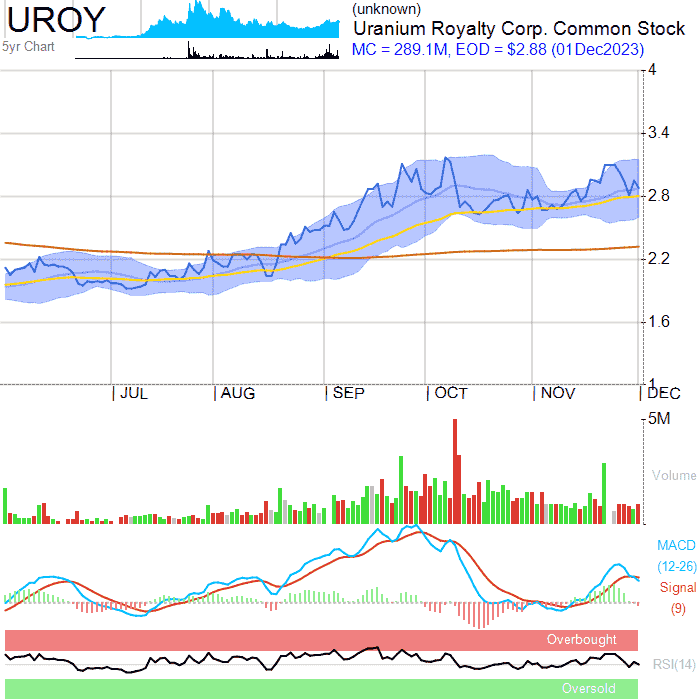 UROY
5yr Chart
(unknown)
Uranium Royalty Corp. Common Stock
MC = 289.1M, EOD = $2.88 (01Dec2023)
4
3.4
2.8
2.2
1.6
1
| JUL | AUG | SEP | OCT | NOV | DEC
5M
Volume
MACD
(12-26)
Signal
(9)
Overbought
RSI(14)
Oversold